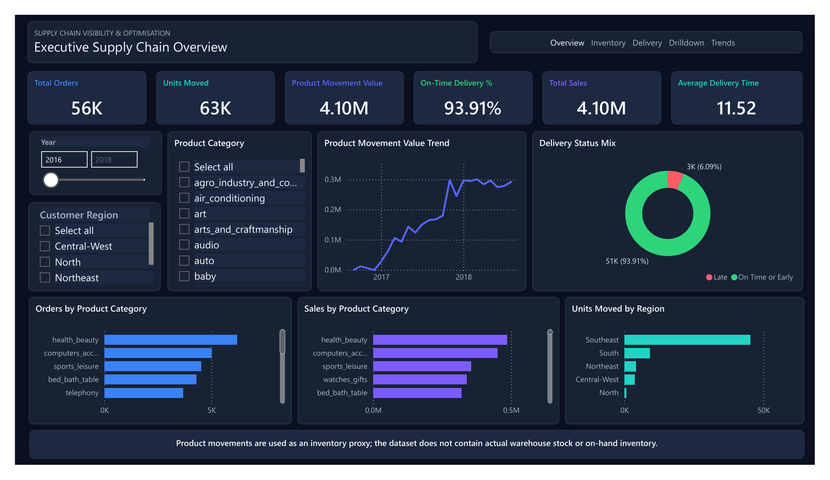 SUPPLY CHAIN VISIBILITY & OPTIMISATION
Executive Supply Chain Overview
Overview Inventory Delivery Drilldown Trends
Total Orders
56K
Units Moved
63K
Product Movement Value
4.10M
On-Time Delivery %
93.91%
Total Sales
4.10M
Average Delivery Time
11.52
Year
2016 2018
Customer Region
Select all
Central-West
North
Northeast
Product Category
Select all
agro_industry_and_co...
air_conditioning
art
arts_and_craftmanship
audio
auto
baby
Product Movement Value Trend
0.3M
0.2M
0.1M
0.0M
2017 2018
Delivery Status Mix
3K (6.09%)
51K (93.91%)
Late On Time or Early
Orders by Product Category
health_beauty
computers_acc...
sports_leisure
bed_bath_table
telephony
0K 5K
Sales by Product Category
health_beauty
computers_acc...
sports_leisure
watches_gifts
bed_bath_table
0.0M 0.5M
Units Moved by Region
Southeast
South
Northeast
Central-West
North
0K 50K
Product movements are used as an inventory proxy; the dataset does not contain actual warehouse stock or on-hand inventory.